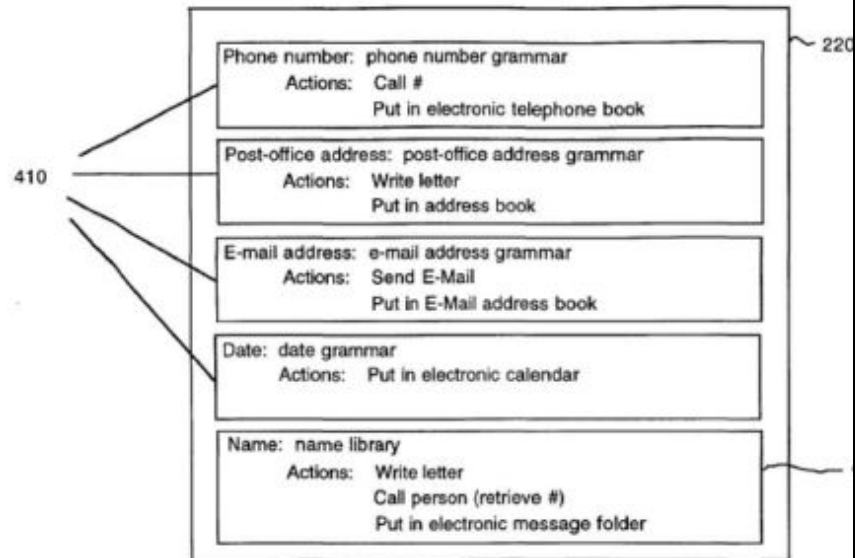 220
Phone number: phone number grammar
Actions: Call #
Put in electronic telephone book
410
Post-office address: post-office address grammar
Actions: Write letter
Put in address book
E-mail address: e-mail address grammar
Actions: Send E-Mail
Put in E-Mail address book
Date: date grammar
Actions: Put in electronic calendar
Name: name library
Actions: Write letter
Call person (retrieve #)
Put in electronic message folder